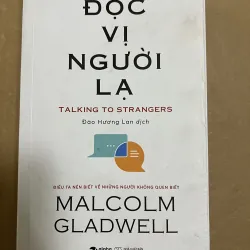 ĐỌC
VỊ
NGƯỜI
LẠ
TALKING TO STRANGERS
Đào Hương Lan dịch
ĐIỀU TA NÊN BIẾT VỀ NHỮNG NGƯỜI KHÔNG QUEN BIẾT
MALCOLM
GLADWELL
alpha